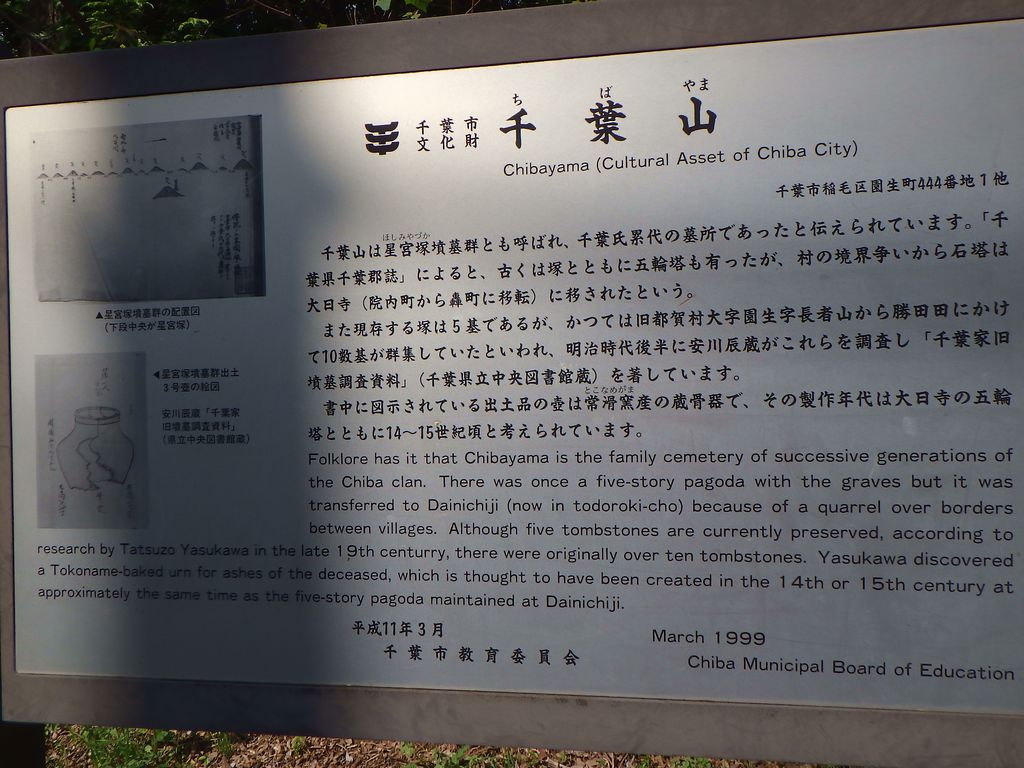 千葉市
文化財
ち ば やま
千葉山
Chibayama (Cultural Asset of Chiba City)
千葉市稲毛区園生町444番地1他
ほしみやづか
千葉山は星宮塚墳墓群とも呼ばれ、千葉氏累代の墓所であったと伝えられています。「千
葉県千葉郡誌」によると、古くは塚とともに五輪塔も有ったが、村の境界争いから石塔は
大日寺（院内町から轟町に移転）に移されたという。
また現存する塚は5基であるが、かつては旧都賀村大字園生字長者山から勝田田にかけ
て10数基が群集していたといわれ、明治時代後半に安川辰蔵がこれらを調査し「千葉家旧
墳墓調査資料」（千葉県立中央図書館蔵）を著しています。
とこなめがま
書中に図示されている出土品の壺は常滑窯産の蔵骨器で、その製作年代は大日寺の五輪
塔とともに14～15世紀頃と考えられています。
▲星宮塚墳墓群の配置図
（下段中央が星宮塚）
◀星宮塚墳墓群出土
3号壺の絵図
安川辰蔵「千葉家
旧墳墓調査資料」
（県立中央図書館蔵）
Folklore has it that Chibayama is the family cemetery of successive generations of
the Chiba clan. There was once a five-story pagoda with the graves but it was
transferred to Dainichiji (now in todoroki-cho) because of a quarrel over borders
between villages. Although five tombstones are currently preserved, according to
research by Tatsuzo Yasukawa in the late 19th centurry, there were originally over ten tombstones. Yasukawa discovered
a Tokoname-baked urn for ashes of the deceased, which is thought to have been created in the 14th or 15th century at
approximately the same time as the five-story pagoda maintained at Dainichiji.
平成11年3月
千葉市教育委員会
March 1999
Chiba Municipal Board of Education